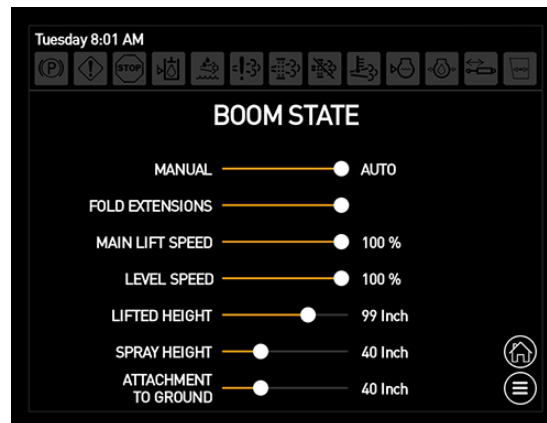 Tuesday 8:01 AM
(P) STOP
BOOM STATE
MANUAL AUTO
FOLD EXTENSIONS
MAIN LIFT SPEED 100 %
LEVEL SPEED 100 %
LIFTED HEIGHT 99 Inch
SPRAY HEIGHT 40 Inch
ATTACHMENT
TO GROUND 40 Inch